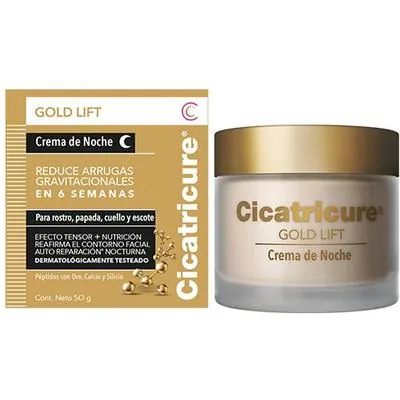 GOLD LIFT
Crema de Noche
REDUCE ARRUGAS
GRAVITACIONALES
EN 6 SEMANAS
Para rostro, papada, cuello y escote
EFECTO TENSOR + NUTRICIÓN
REAFIRMA EL CONTORNO FACIAL
AUTO REPARACIÓN* NOCTURNA
DERMATOLÓGICAMENTE TESTEADO
Péptidos con Oro, Calcio y Silicio
Cont. Neto 50 g
Cicatricure®
Cicatricure®
GOLD LIFT
Crema de Noche